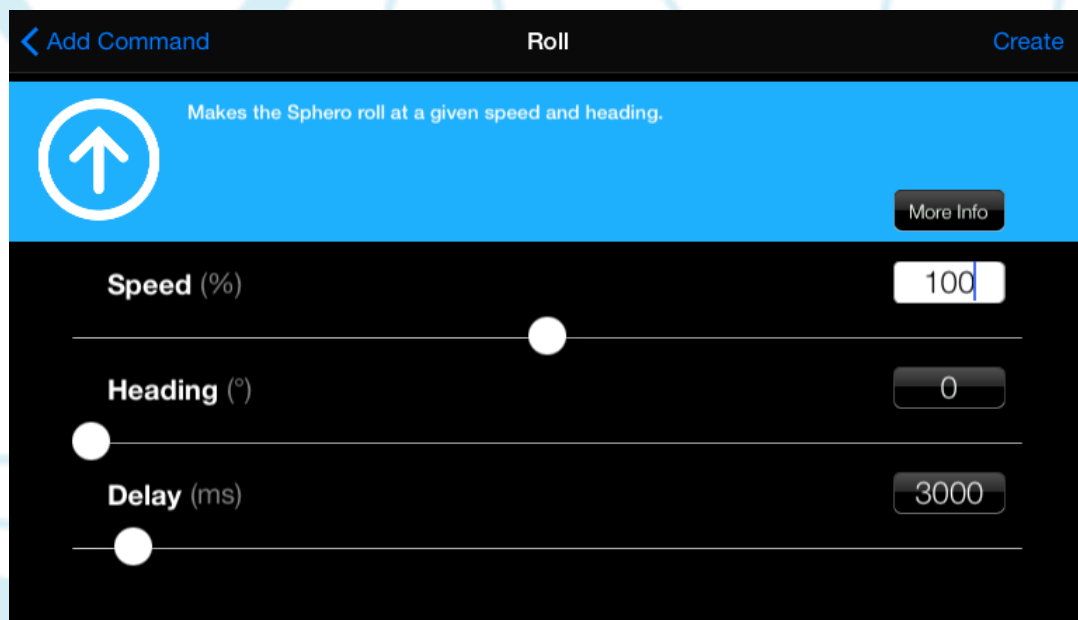 Add Command
Roll
Create
Makes the Sphero roll at a given speed and heading.
More Info
Speed (%)
100
Heading (°)
0
Delay (ms)
3000